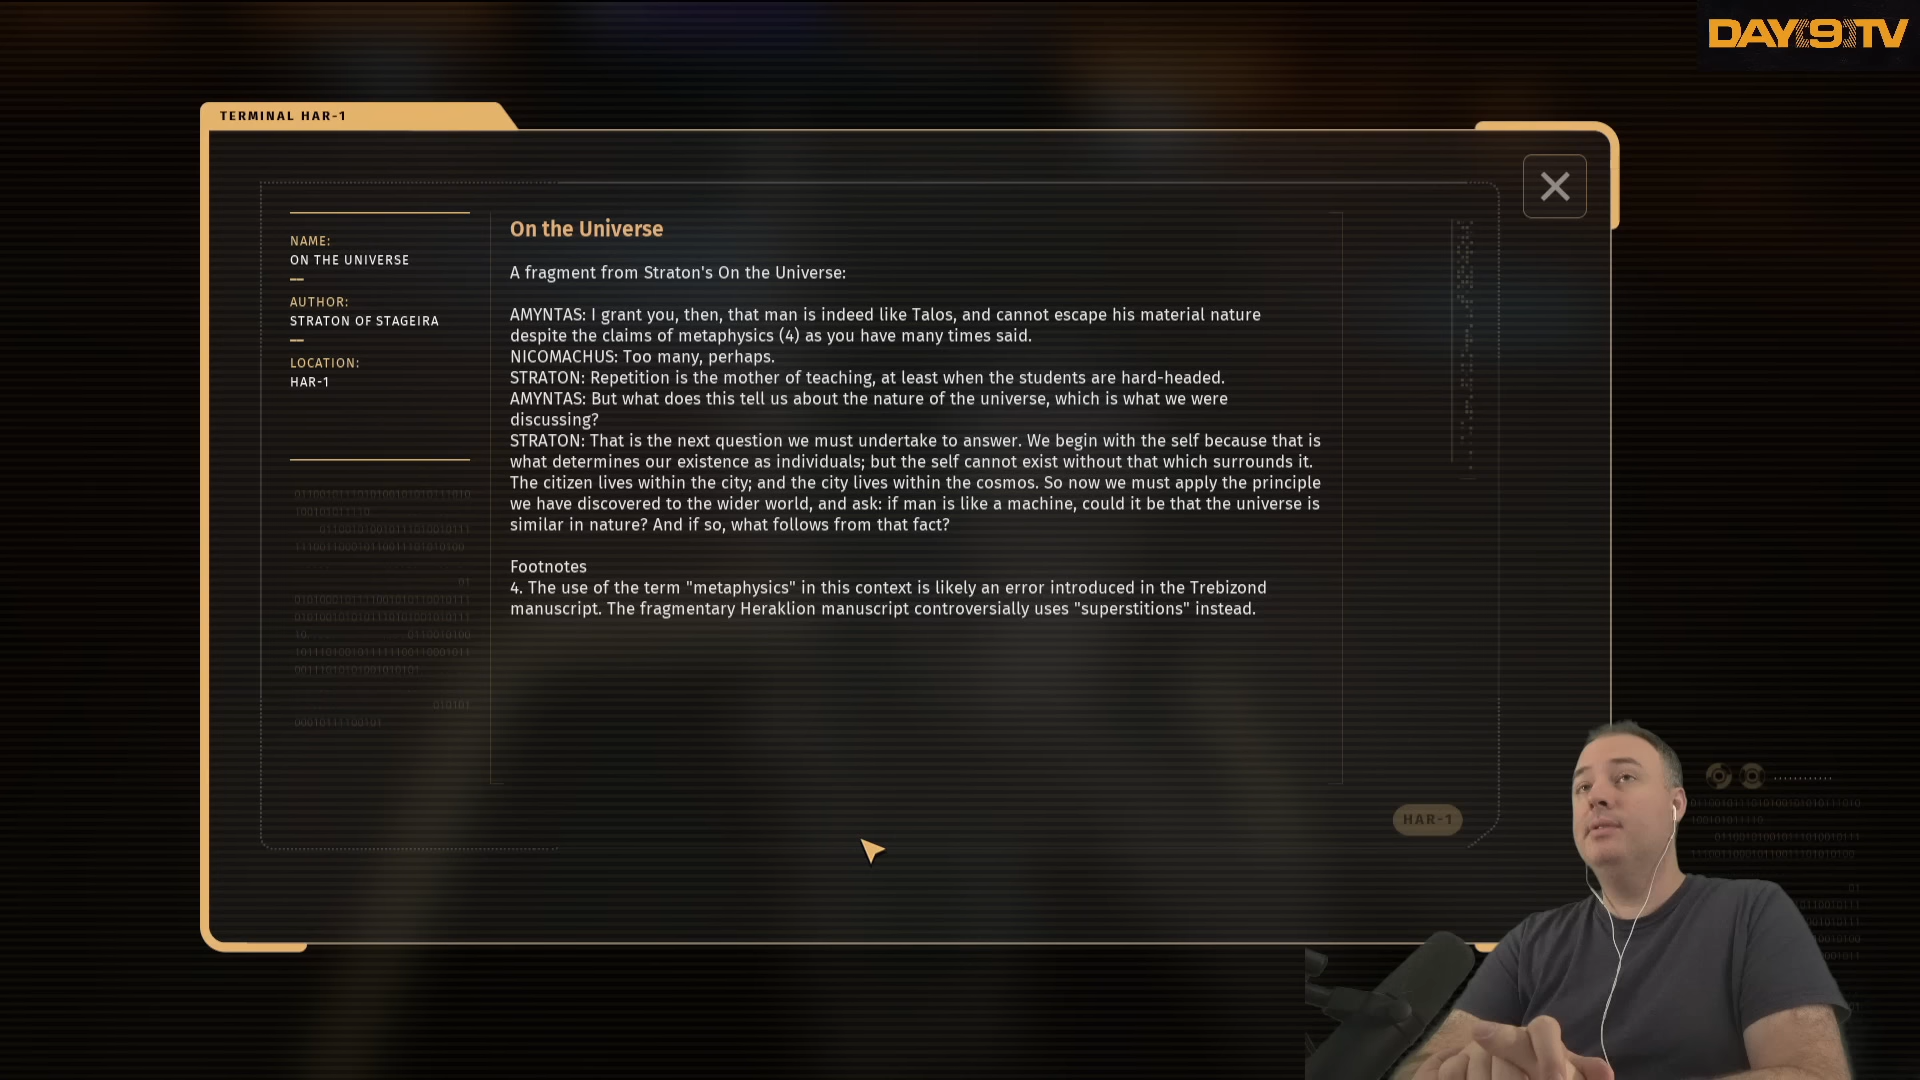 DAY[9]TV
TERMINAL HAR-1
NAME:
ON THE UNIVERSE
AUTHOR:
STRATON OF STAGEIRA
LOCATION:
HAR-1
On the Universe
A fragment from Straton's On the Universe:
AMYNTAS: I grant you, then, that man is indeed like Talos, and cannot escape his material nature
despite the claims of metaphysics (4) as you have many times said.
NICOMACHUS: Too many, perhaps.
STRATON: Repetition is the mother of teaching, at least when the students are hard-headed.
AMYNTAS: But what does this tell us about the nature of the universe, which is what we were
discussing?
STRATON: That is the next question we must undertake to answer. We begin with the self because that is
what determines our existence as individuals; but the self cannot exist without that which surrounds it.
The citizen lives within the city; and the city lives within the cosmos. So now we must apply the principle
we have discovered to the wider world, and ask: if man is like a machine, could it be that the universe is
similar in nature? And if so, what follows from that fact?
Footnotes
4. The use of the term "metaphysics" in this context is likely an error introduced in the Trebizond
manuscript. The fragmentary Heraklion manuscript controversially uses "superstitions" instead.
HAR-1